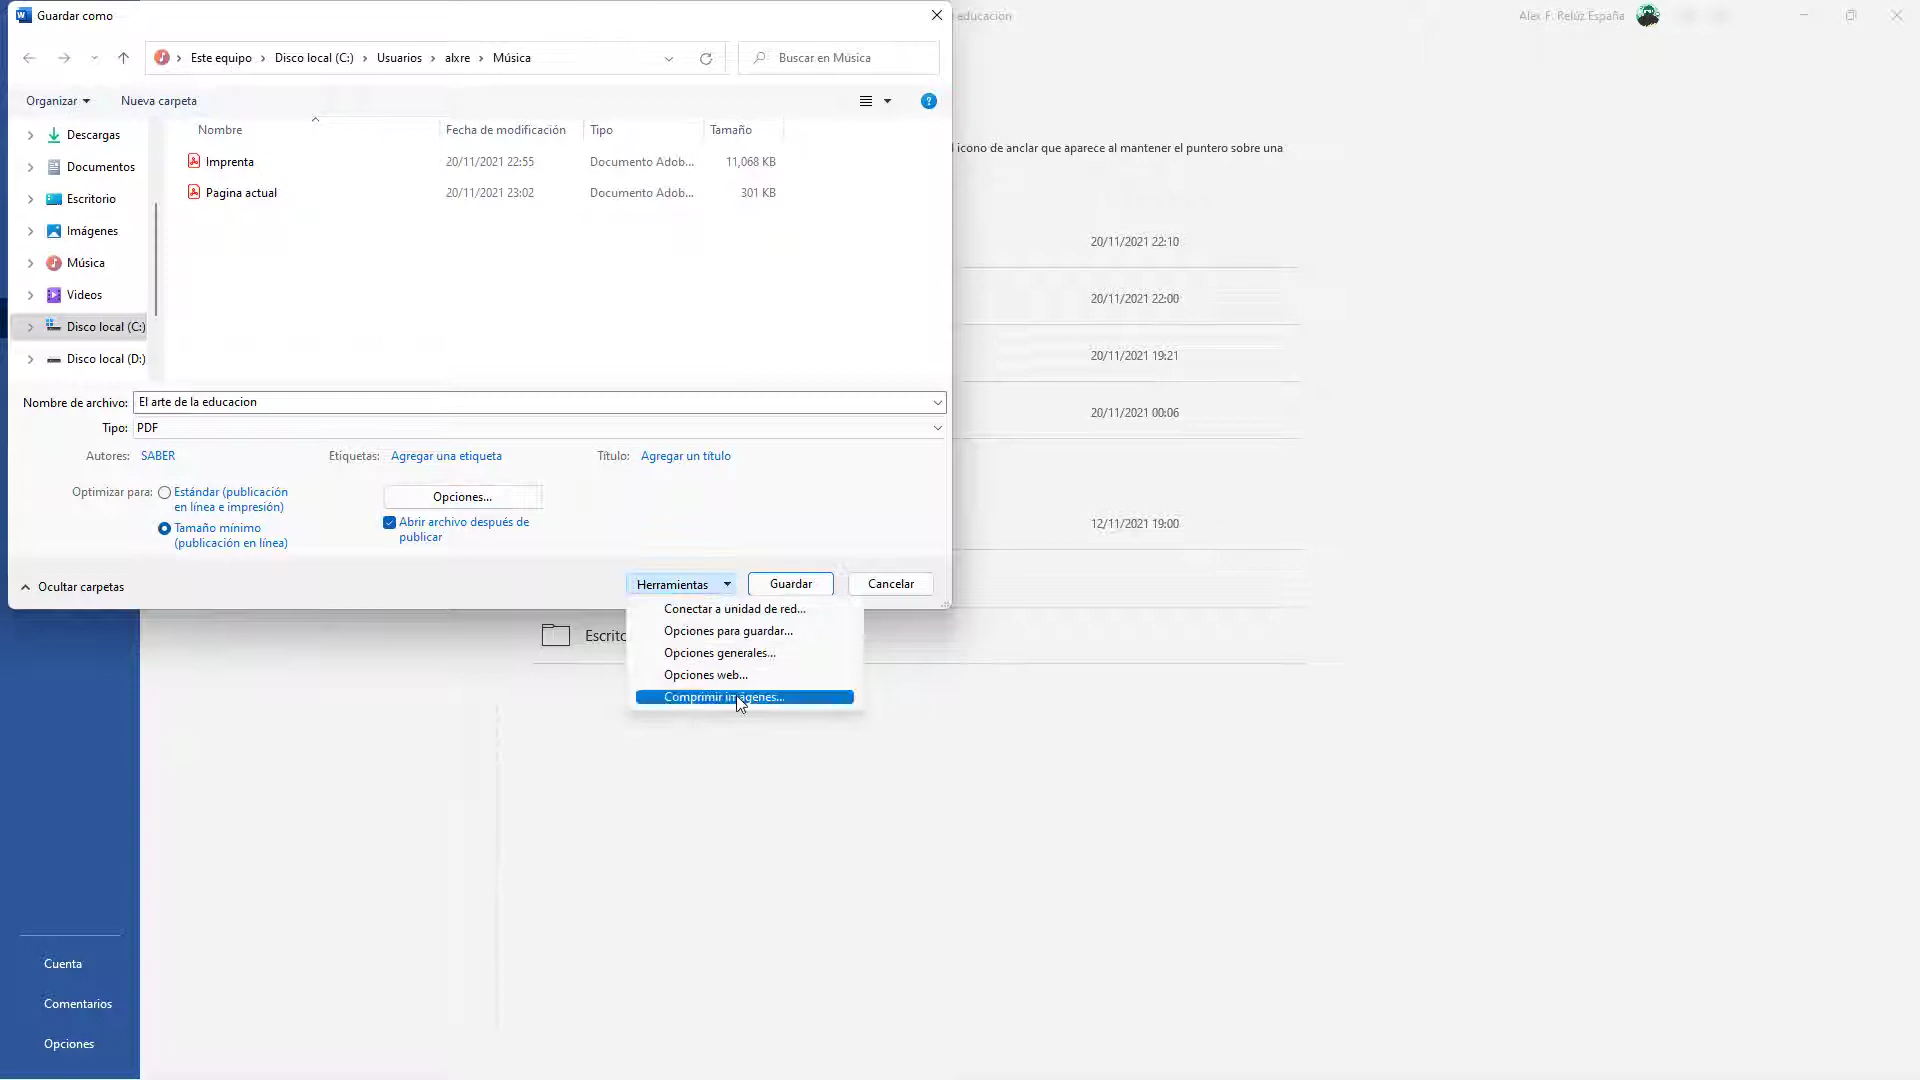 Guardar como
educacion
Alex F. Relúz España
Este equipo > Disco local (C:) > Usuarios > alxre > Música
Buscar en Música
Organizar
Nueva carpeta
Nombre
Fecha de modificación
Tipo
Tamaño
Descargas
Documentos
Escritorio
Imágenes
Música
Videos
Disco local (C:)
Disco local (D:)
Imprenta 20/11/2021 22:55 Documento Adob... 11,068 KB
Pagina actual 20/11/2021 23:02 Documento Adob... 301 KB
l icono de anclar que aparece al mantener el puntero sobre una
20/11/2021 22:10
20/11/2021 22:00
20/11/2021 19:21
20/11/2021 00:06
12/11/2021 19:00
Nombre de archivo: El arte de la educacion
Tipo: PDF
Autores: SABER
Etiquetas: Agregar una etiqueta
Título: Agregar un título
Optimizar para:
Estándar (publicación
en línea e impresión)
Tamaño mínimo
(publicación en línea)
Opciones...
Abrir archivo después de
publicar
Ocultar carpetas
Herramientas
Guardar
Cancelar
Conectar a unidad de red...
Opciones para guardar...
Opciones generales...
Opciones web...
Comprimir imágenes...
Escrito
Cuenta
Comentarios
Opciones